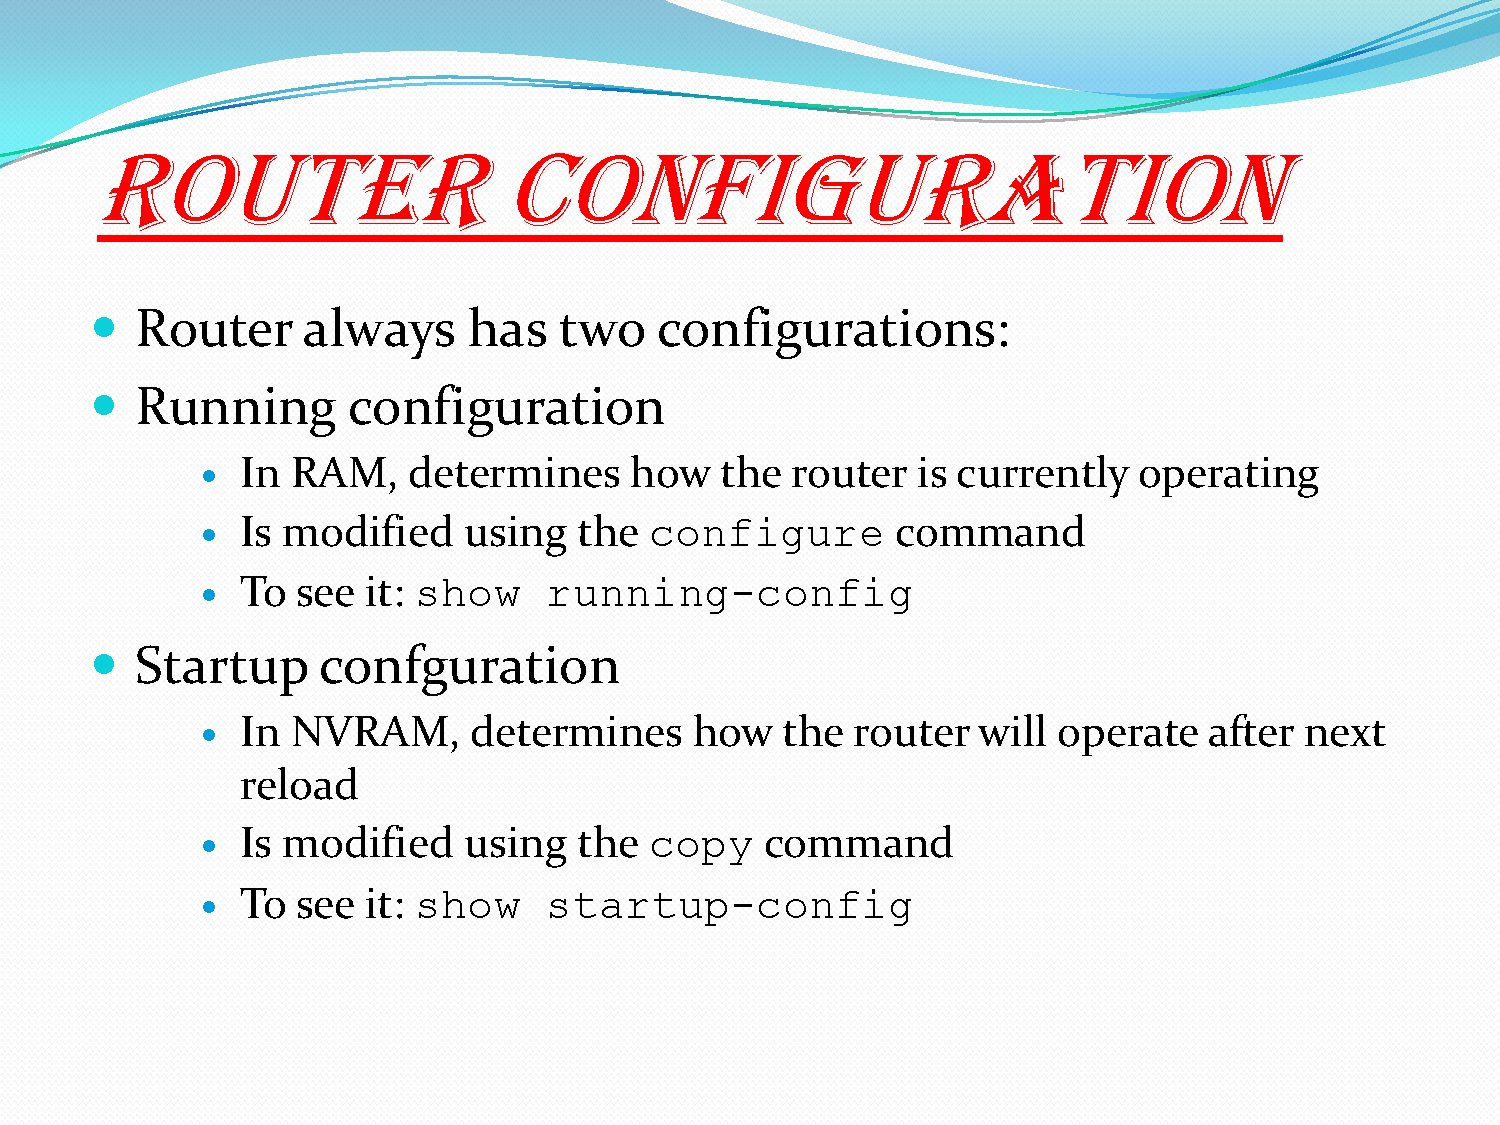 ROUTER CONFIGURATION
Router always has two configurations:
Running configuration
In RAM, determines how the router is currently operating
Is modified using the configure command
To see it: show running-config
Startup confguration
In NVRAM, determines how the router will operate after next
reload
Is modified using the copy command
To see it: show startup-config